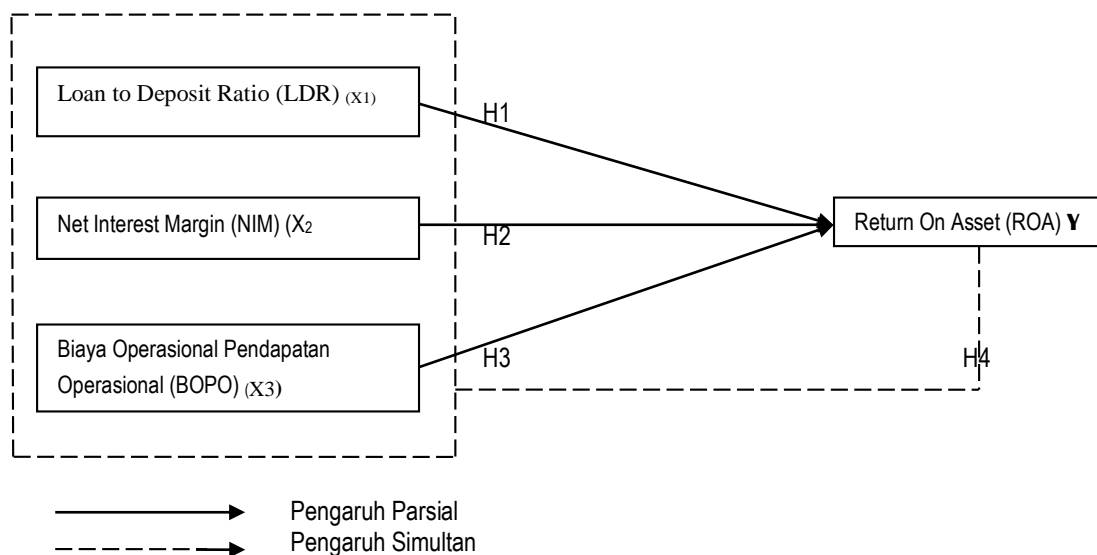 Loan to Deposit Ratio (LDR) (X1)
H1
Net Interest Margin (NIM) (X2
H2
Return On Asset (ROA) Y
Biaya Operasional Pendapatan
Operasional (BOPO) (X3)
H3
H4
Pengaruh Parsial
Pengaruh Simultan